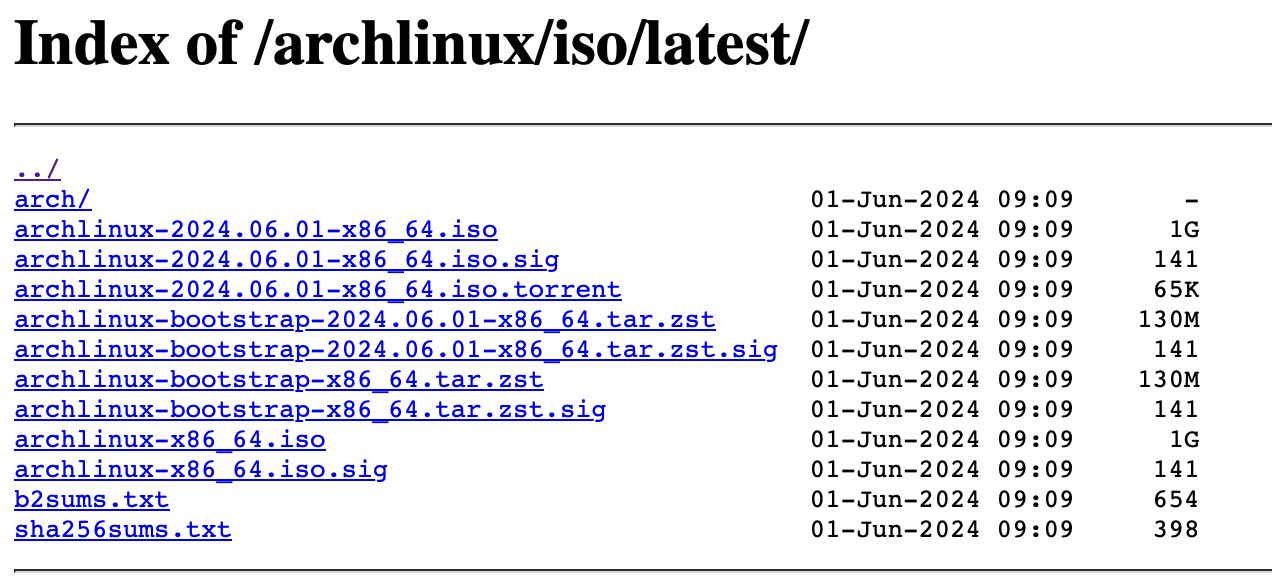 Index of /archlinux/iso/latest/
../
arch/ 01-Jun-2024 09:09 -
archlinux-2024.06.01-x86_64.iso 01-Jun-2024 09:09 1G
archlinux-2024.06.01-x86_64.iso.sig 01-Jun-2024 09:09 141
archlinux-2024.06.01-x86_64.iso.torrent 01-Jun-2024 09:09 65K
archlinux-bootstrap-2024.06.01-x86_64.tar.zst 01-Jun-2024 09:09 130M
archlinux-bootstrap-2024.06.01-x86_64.tar.zst.sig 01-Jun-2024 09:09 141
archlinux-bootstrap-x86_64.tar.zst 01-Jun-2024 09:09 130M
archlinux-bootstrap-x86_64.tar.zst.sig 01-Jun-2024 09:09 141
archlinux-x86_64.iso 01-Jun-2024 09:09 1G
archlinux-x86_64.iso.sig 01-Jun-2024 09:09 141
b2sums.txt 01-Jun-2024 09:09 654
sha256sums.txt 01-Jun-2024 09:09 398